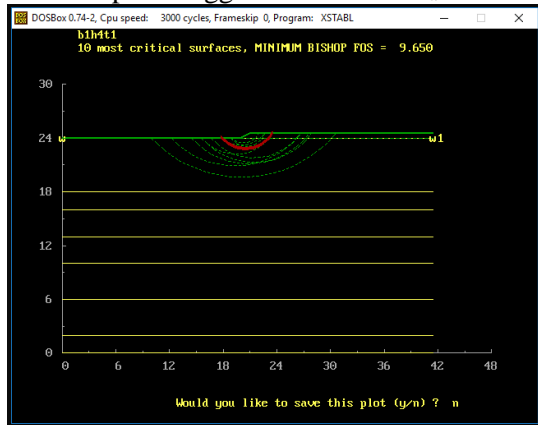 DOSBox 0.74-2, Cpu speed: 3000 cycles, Frameskip 0, Program: XSTABL
b1h4t1
10 most critical surfaces, MINIMUM BISHOP FOS = 9.650
30
24 w w1
18
12
6
0
0 6 12 18 24 30 36 42 48
Would you like to save this plot (y/n) ? n